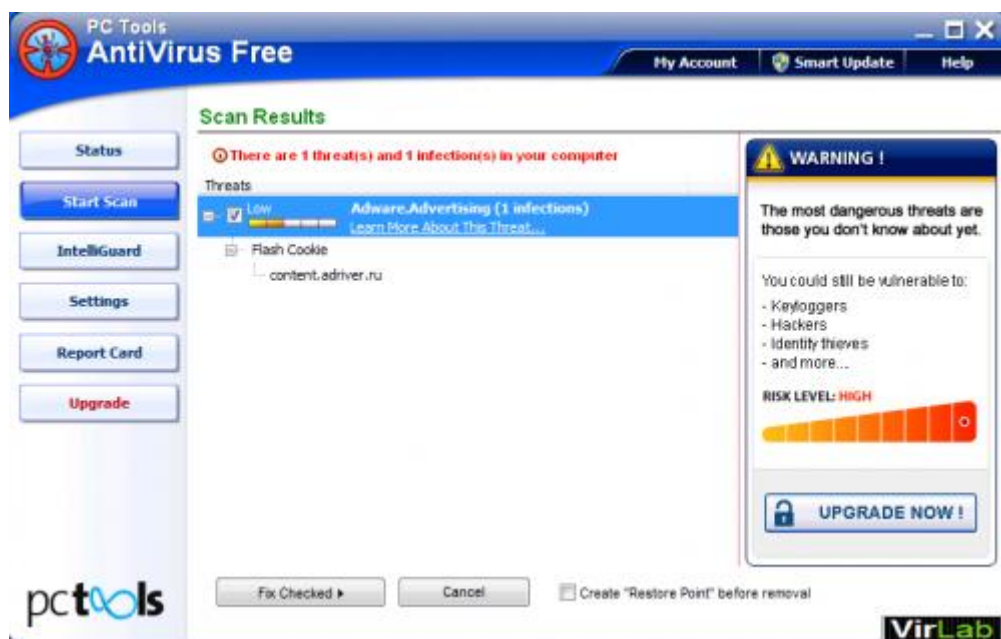 PC Tools
AntiVirus Free
My Account
Smart Update
Help
Scan Results
Status
Start Scan
IntelliGuard
Settings
Report Card
Upgrade
There are 1 threat(s) and 1 infection(s) in your computer
Threats
Low
Adware.Advertising (1 infections)
Learn More About This Threat...
Flash Cookie
content.adriver.ru
WARNING !
The most dangerous threats are
those you don't know about yet.
You could still be vulnerable to:
- Keyloggers
- Hackers
- Identity thieves
- and more...
RISK LEVEL: HIGH
UPGRADE NOW !
Fix Checked
Cancel
Create "Restore Point" before removal
pctools
VirLab